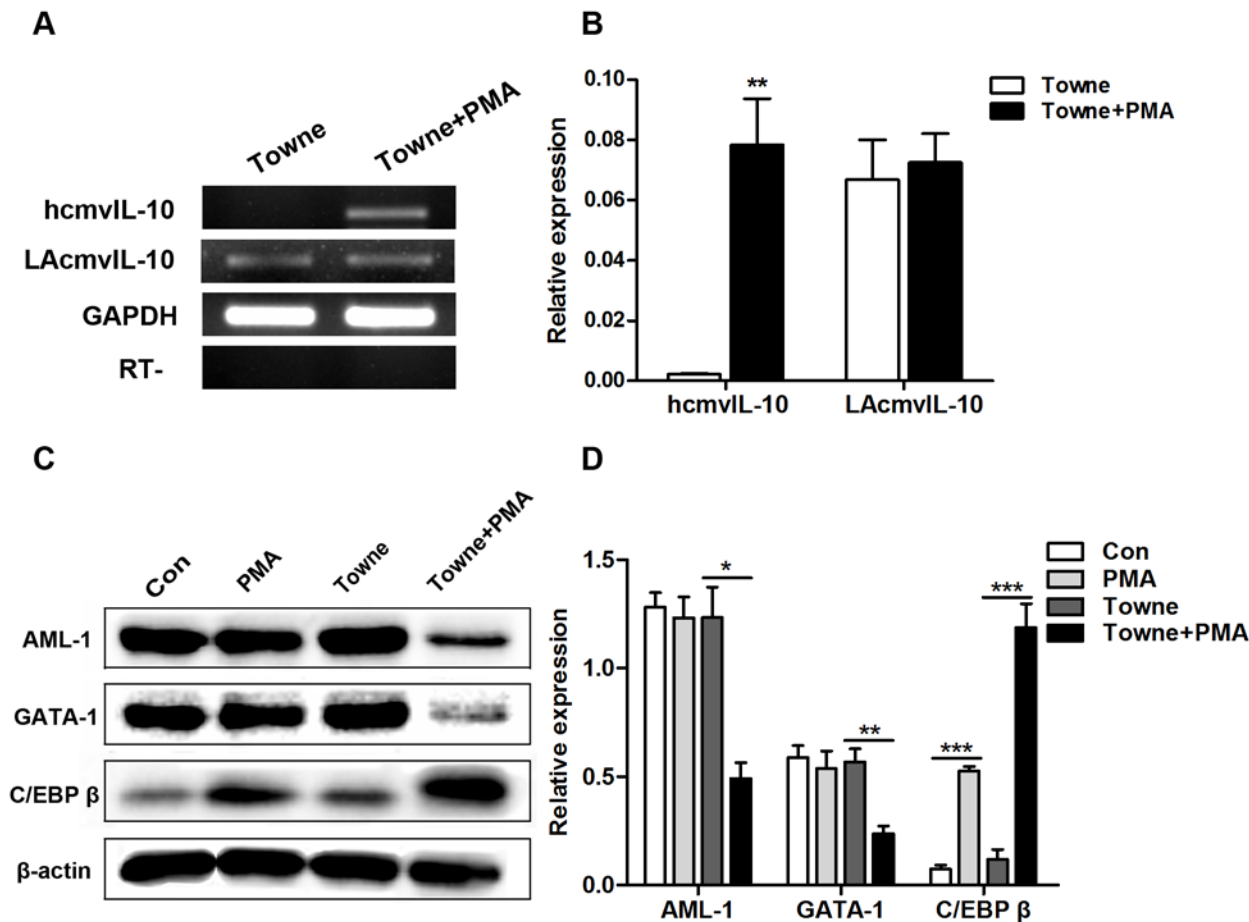 A
Towne
Towne+PMA
hcmvIL-10
LAcmvIL-10
GAPDH
RT-
B
Relative expression
0.10
0.08
0.06
0.04
0.02
0.00
**
hcmvIL-10
LAcmvIL-10
Towne
Towne+PMA
C
Con
PMA
Towne
Towne+PMA
AML-1
GATA-1
C/EBP β
β-actin
D
Relative expression
1.5
1.0
0.5
0.0
*
**
***
***
AML-1
GATA-1
C/EBP β
Con
PMA
Towne
Towne+PMA